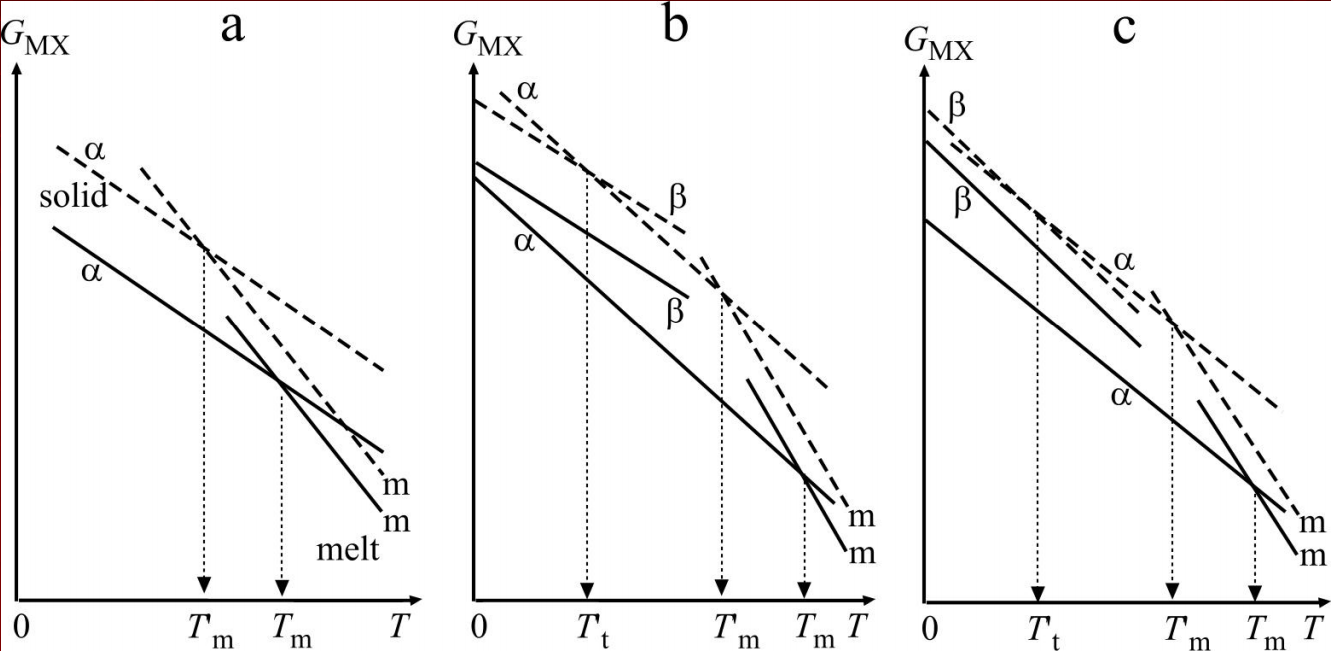 a
b
c
G_MX
G_MX
G_MX
α
solid
α
m
m
melt
0
T_m
T_m
T
α
β
α
β
m
m
0
T_t
T_m
T_m
T
β
β
α
α
m
m
0
T_t
T_m
T_m
T